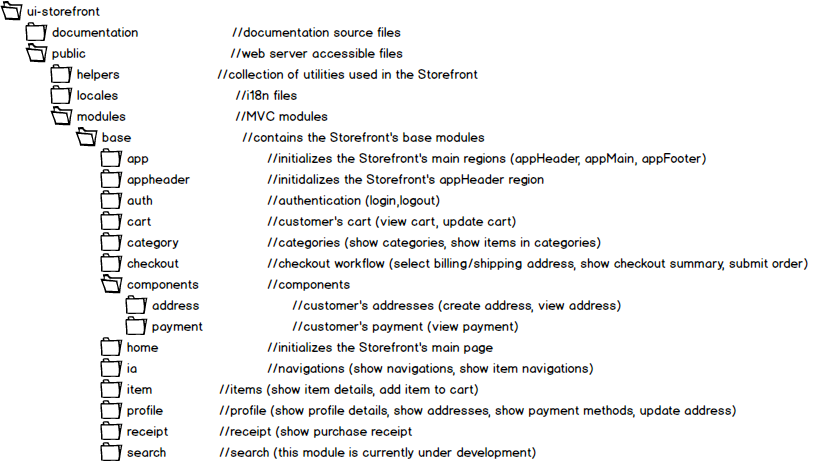 ui-storefront
documentation //documentation source files
public //web server accessible files
helpers //collection of utilities used in the Storefront
locales //i18n files
modules //MVC modules
base //contains the Storefront's base modules
app //initializes the Storefront's main regions (appHeader, appMain, appFooter)
appheader //initidalizes the Storefront's appHeader region
auth //authentication (login,logout)
cart //customer's cart (view cart, update cart)
category //categories (show categories, show items in categories)
checkout //checkout workflow (select billing/shipping address, show checkout summary, submit order)
components //components
address //customer's addresses (create address, view address)
payment //customer's payment (view payment)
home //initializes the Storefront's main page
ia //navigations (show navigations, show item navigations)
item //items (show item details, add item to cart)
profile //profile (show profile details, show addresses, show payment methods, update address)
receipt //receipt (show purchase receipt
search //search (this module is currently under development)